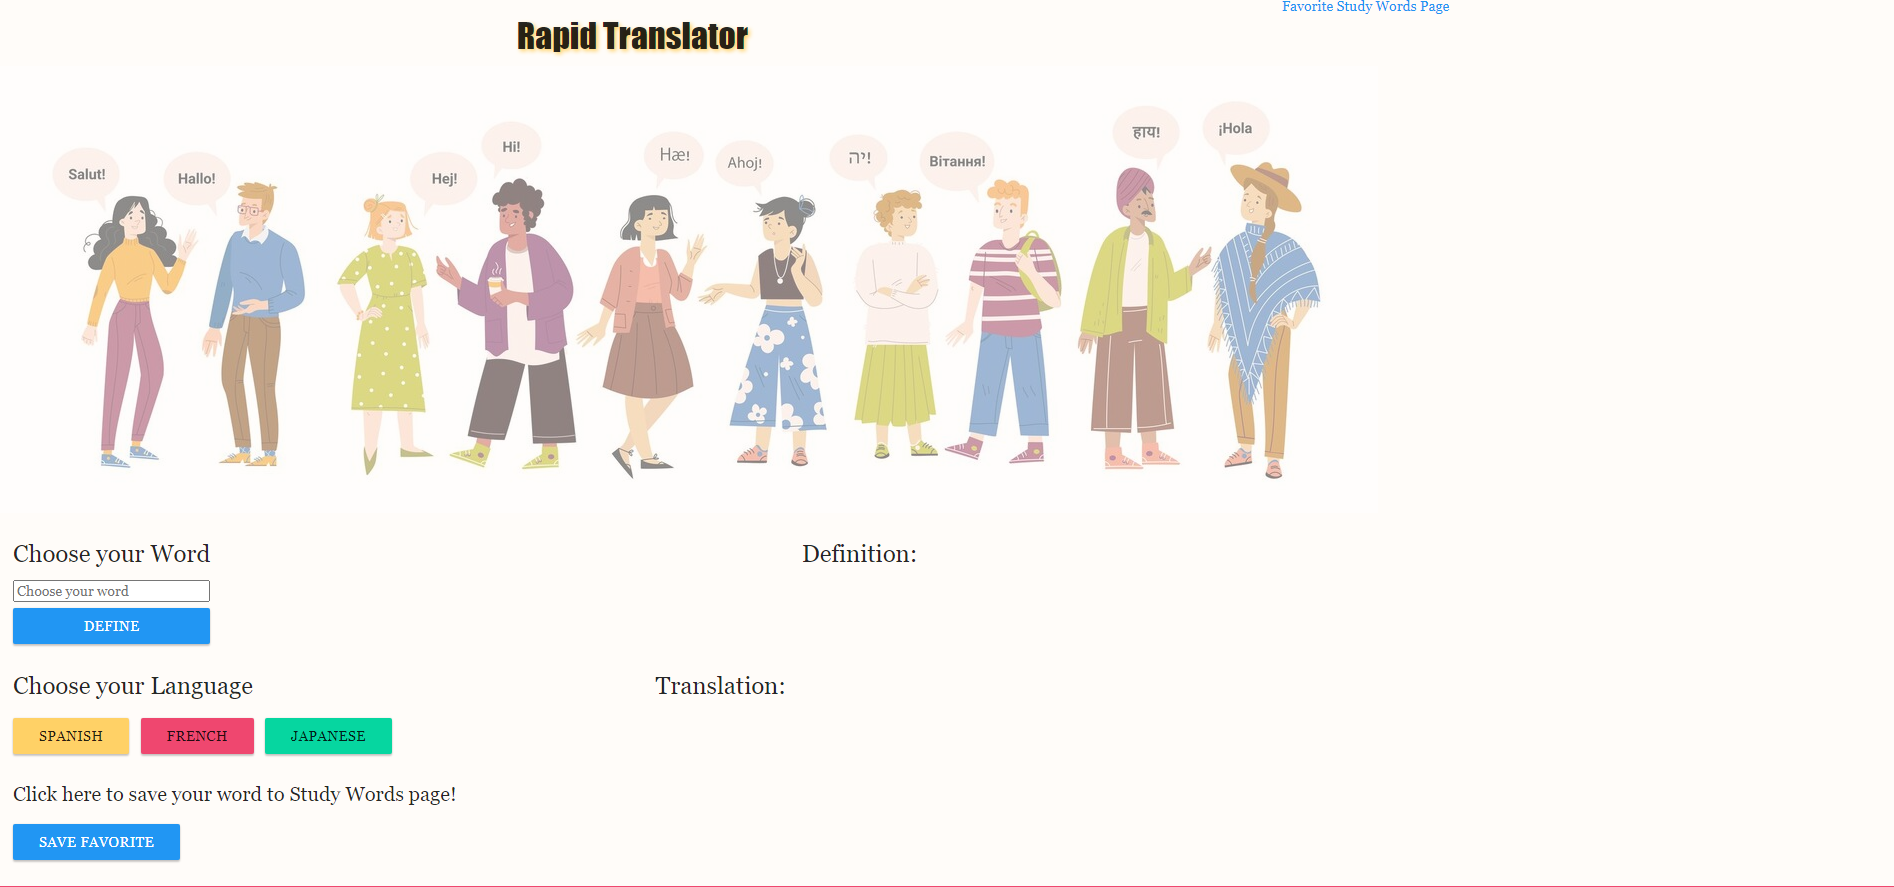 Favorite Study Words Page
Rapid Translator
Salut!
Hallo!
Hej!
Hi!
Hæ!
Ahoj!
יה!
Вітання!
हाय!
¡Hola
Choose your Word
Definition:
Choose your word
DEFINE
Choose your Language
Translation:
SPANISH
FRENCH
JAPANESE
Click here to save your word to Study Words page!
SAVE FAVORITE